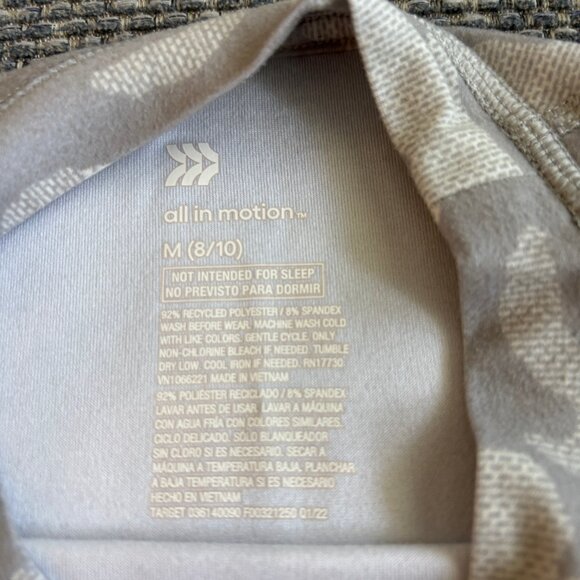 all in motion™
M (8/10)
NOT INTENDED FOR SLEEP
NO PREVISTO PARA DORMIR
92% RECYCLED POLYESTER / 8% SPANDEX
WASH BEFORE WEAR. MACHINE WASH COLD
WITH LIKE COLORS. GENTLE CYCLE. ONLY
NON-CHLORINE BLEACH IF NEEDED. TUMBLE
DRY LOW. COOL IRON IF NEEDED. RN17730
VN1066221 MADE IN VIETNAM
92% POLIÉSTER RECICLADO / 8% SPANDEX
LAVAR ANTES DE USAR. LAVAR A MÁQUINA
CON AGUA FRÍA CON COLORES SIMILARES.
CICLO DELICADO. SÓLO BLANQUEADOR
SIN CLORO SI ES NECESARIO. SECAR A
MÁQUINA A TEMPERATURA BAJA. PLANCHAR
A BAJA TEMPERATURA SI ES NECESARIO
HECHO EN VIETNAM
TARGET 036140090 F00321250 Q1/22